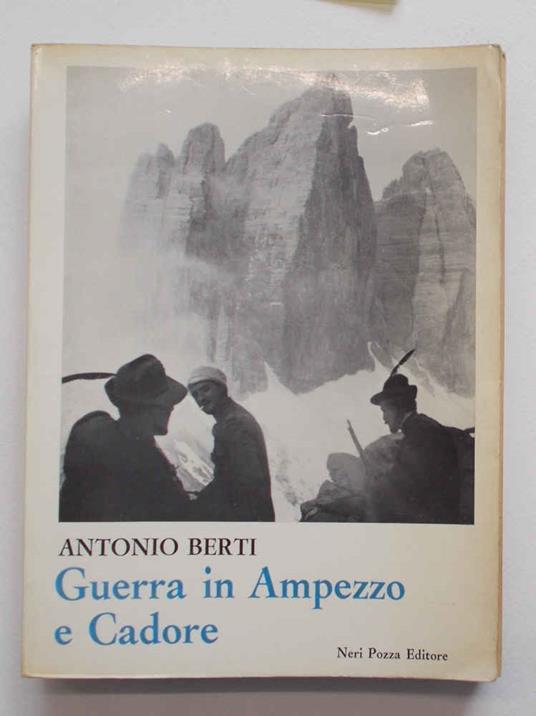 ANTONIO BERTI
Guerra in Ampezzo
e Cadore
Neri Pozza Editore